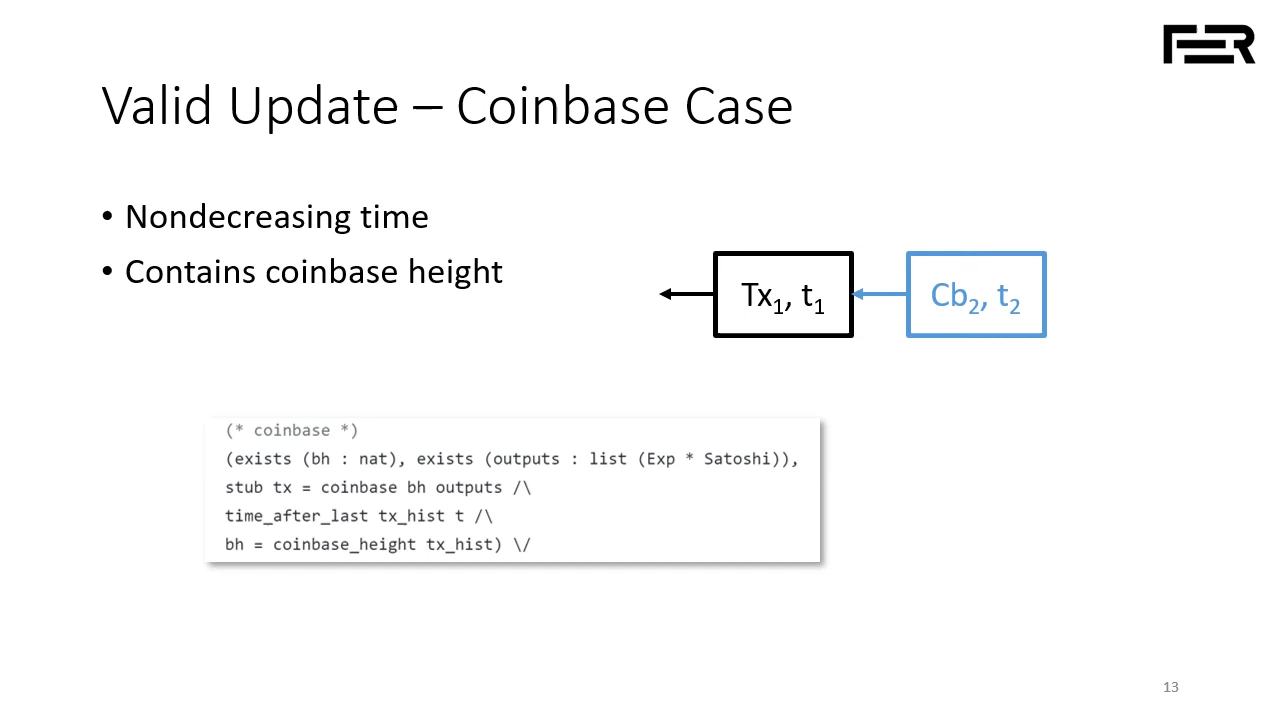 FER
Valid Update – Coinbase Case
• Nondecreasing time
• Contains coinbase height
Tx₁, t₁
Cb₂, t₂
(* coinbase *)
(exists (bh : nat), exists (outputs : list (Exp * Satoshi)),
stub tx = coinbase bh outputs /\
time_after_last tx_hist t /\
bh = coinbase_height tx_hist) \/
13